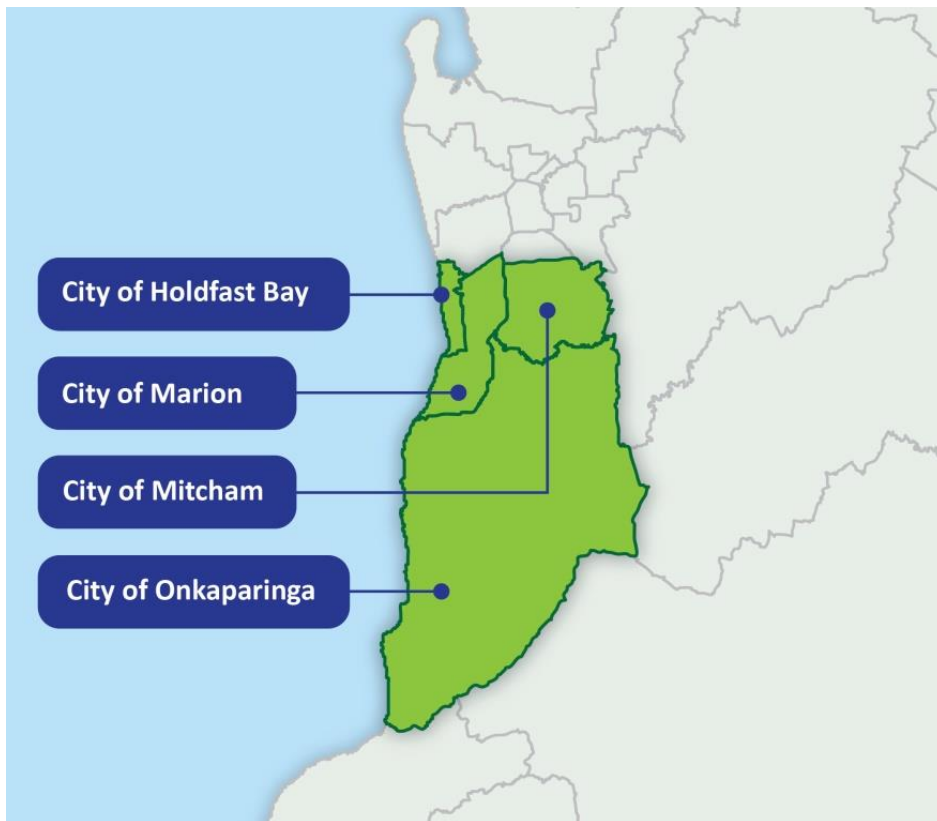 City of Holdfast Bay
City of Marion
City of Mitcham
City of Onkaparinga